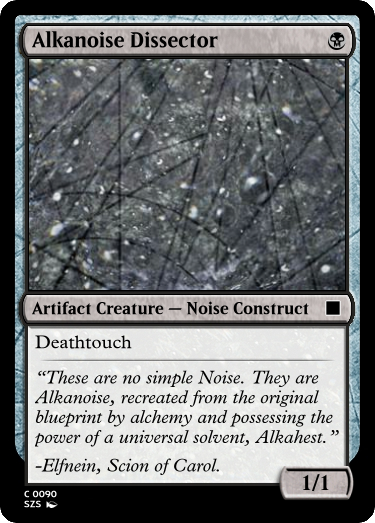 Alkanoise Dissector
Artifact Creature — Noise Construct
Deathtouch
“These are no simple Noise. They are
Alkanoise, recreated from the original
blueprint by alchemy and possessing the
power of a universal solvent, Alkahest.”
-Elfnein, Scion of Carol.
1/1
C 0090
SZS